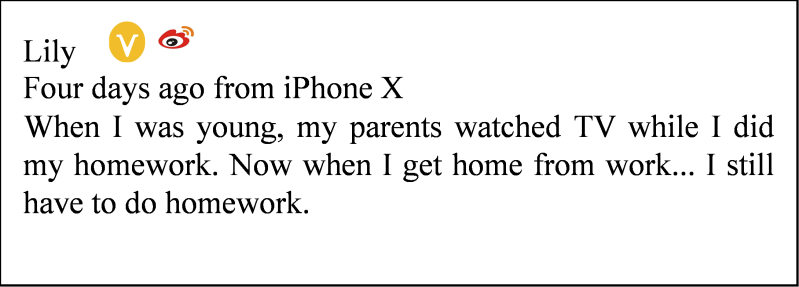 Lily V
Four days ago from iPhone X
When I was young, my parents watched TV while I did
my homework. Now when I get home from work... I still
have to do homework.